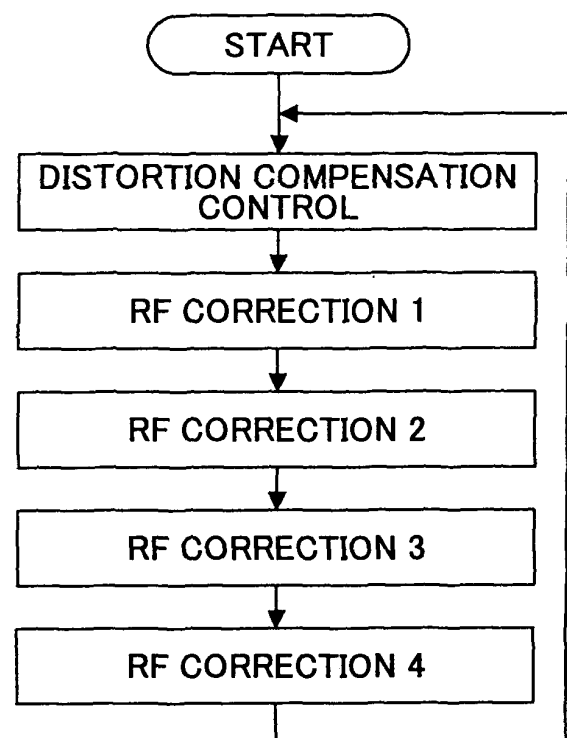 START
DISTORTION COMPENSATION
CONTROL
RF CORRECTION 1
RF CORRECTION 2
RF CORRECTION 3
RF CORRECTION 4